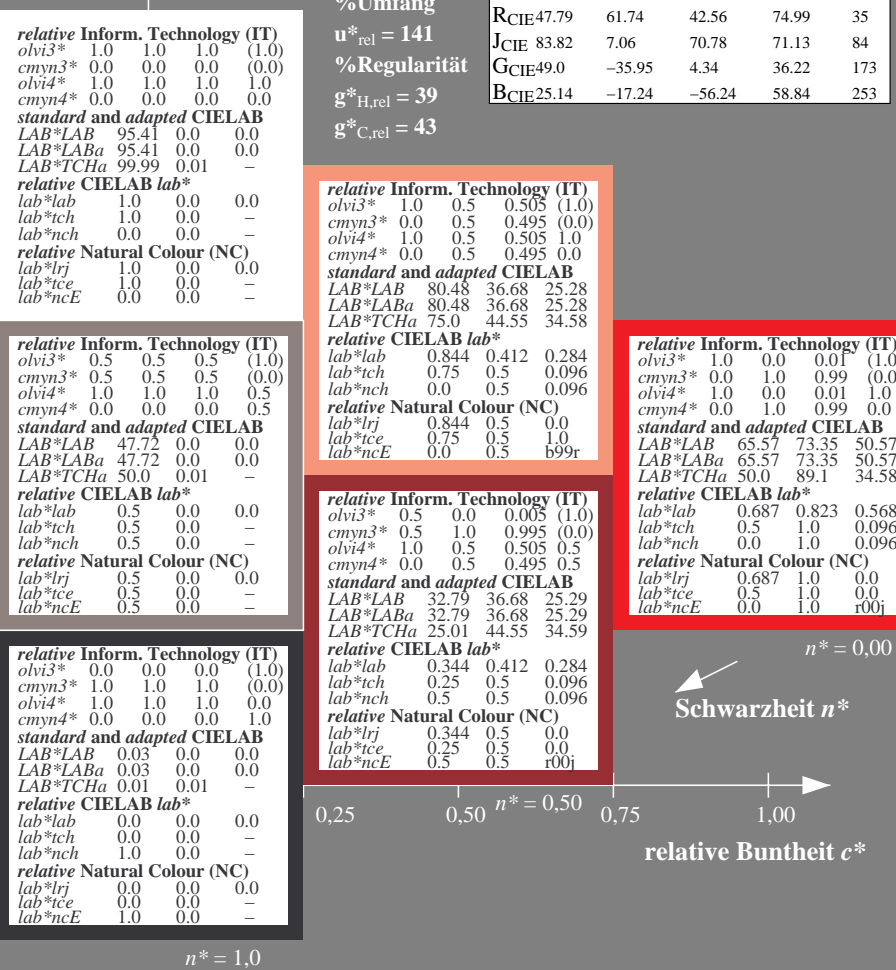 %Umfang
u*rel = 141
%Regularität
g*H,rel = 39
g*C,rel = 43
RCIE 47.79 61.74 42.56 74.99 35
JCIE 83.82 7.06 70.78 71.13 84
GCIE 49.0 −35.95 4.34 36.22 173
BCIE 25.14 −17.24 −56.24 58.84 253
relative Inform. Technology (IT)
olvi3* 1.0 1.0 1.0 (1.0)
cmyn3* 0.0 0.0 0.0 (0.0)
olvi4* 1.0 1.0 1.0 1.0
cmyn4* 0.0 0.0 0.0 0.0
standard and adapted CIELAB
LAB*LAB 95.41 0.0 0.0
LAB*LABa 95.41 0.0 0.0
LAB*TCHa 99.99 0.01 –
relative CIELAB lab*
lab*lab 1.0 0.0 0.0
lab*tch 1.0 0.0 –
lab*nch 0.0 0.0 –
relative Natural Colour (NC)
lab*lrj 1.0 0.0 0.0
lab*tce 1.0 0.0 –
lab*ncE 0.0 0.0 –
relative Inform. Technology (IT)
olvi3* 1.0 0.5 0.505 (1.0)
cmyn3* 0.0 0.5 0.495 (0.0)
olvi4* 1.0 0.5 0.505 1.0
cmyn4* 0.0 0.5 0.495 0.0
standard and adapted CIELAB
LAB*LAB 80.48 36.68 25.28
LAB*LABa 80.48 36.68 25.28
LAB*TCHa 75.0 44.55 34.58
relative CIELAB lab*
lab*lab 0.844 0.412 0.284
lab*tch 0.75 0.5 0.096
lab*nch 0.0 0.5 0.096
relative Natural Colour (NC)
lab*lrj 0.844 0.5 0.0
lab*tce 0.75 0.5 1.0
lab*ncE 0.0 0.5 b99r
relative Inform. Technology (IT)
olvi3* 0.5 0.5 0.5 (1.0)
cmyn3* 0.5 0.5 0.5 (0.0)
olvi4* 1.0 1.0 1.0 0.5
cmyn4* 0.0 0.0 0.0 0.5
standard and adapted CIELAB
LAB*LAB 47.72 0.0 0.0
LAB*LABa 47.72 0.0 0.0
LAB*TCHa 50.0 0.01 –
relative CIELAB lab*
lab*lab 0.5 0.0 0.0
lab*tch 0.5 0.0 –
lab*nch 0.5 0.0 –
relative Natural Colour (NC)
lab*lrj 0.5 0.0 0.0
lab*tce 0.5 0.0 –
lab*ncE 0.5 0.0 –
relative Inform. Technology (IT)
olvi3* 1.0 0.0 0.01 (1.0
cmyn3* 0.0 1.0 0.99 (0.0
olvi4* 1.0 0.0 0.01 1.0
cmyn4* 0.0 1.0 0.99 0.0
standard and adapted CIELAB
LAB*LAB 65.57 73.35 50.57
LAB*LABa 65.57 73.35 50.57
LAB*TCHa 50.0 89.1 34.58
relative CIELAB lab*
lab*lab 0.687 0.823 0.568
lab*tch 0.5 1.0 0.096
lab*nch 0.0 1.0 0.096
relative Natural Colour (NC)
lab*lrj 0.687 1.0 0.0
lab*tce 0.5 1.0 0.0
lab*ncE 0.0 1.0 r00j
relative Inform. Technology (IT)
olvi3* 0.5 0.0 0.005 (1.0)
cmyn3* 0.5 1.0 0.995 (0.0)
olvi4* 1.0 0.5 0.505 0.5
cmyn4* 0.0 0.5 0.495 0.5
standard and adapted CIELAB
LAB*LAB 32.79 36.68 25.29
LAB*LABa 32.79 36.68 25.29
LAB*TCHa 25.01 44.55 34.59
relative CIELAB lab*
lab*lab 0.344 0.412 0.284
lab*tch 0.25 0.5 0.096
lab*nch 0.5 0.5 0.096
relative Natural Colour (NC)
lab*lrj 0.344 0.5 0.0
lab*tce 0.25 0.5 0.0
lab*ncE 0.5 0.5 r00j
relative Inform. Technology (IT)
olvi3* 0.0 0.0 0.0 (1.0)
cmyn3* 1.0 1.0 1.0 (0.0)
olvi4* 1.0 1.0 1.0 0.0
cmyn4* 0.0 0.0 0.0 1.0
standard and adapted CIELAB
LAB*LAB 0.03 0.0 0.0
LAB*LABa 0.03 0.0 0.0
LAB*TCHa 0.01 0.01 –
relative CIELAB lab*
lab*lab 0.0 0.0 0.0
lab*tch 0.0 0.0 –
lab*nch 1.0 0.0 –
relative Natural Colour (NC)
lab*lrj 0.0 0.0 0.0
lab*tce 0.0 0.0 –
lab*ncE 1.0 0.0 –
n* = 0,00
Schwarzheit n*
0,25 0,50 n* = 0,50 0,75 1,00
relative Buntheit c*
n* = 1,0